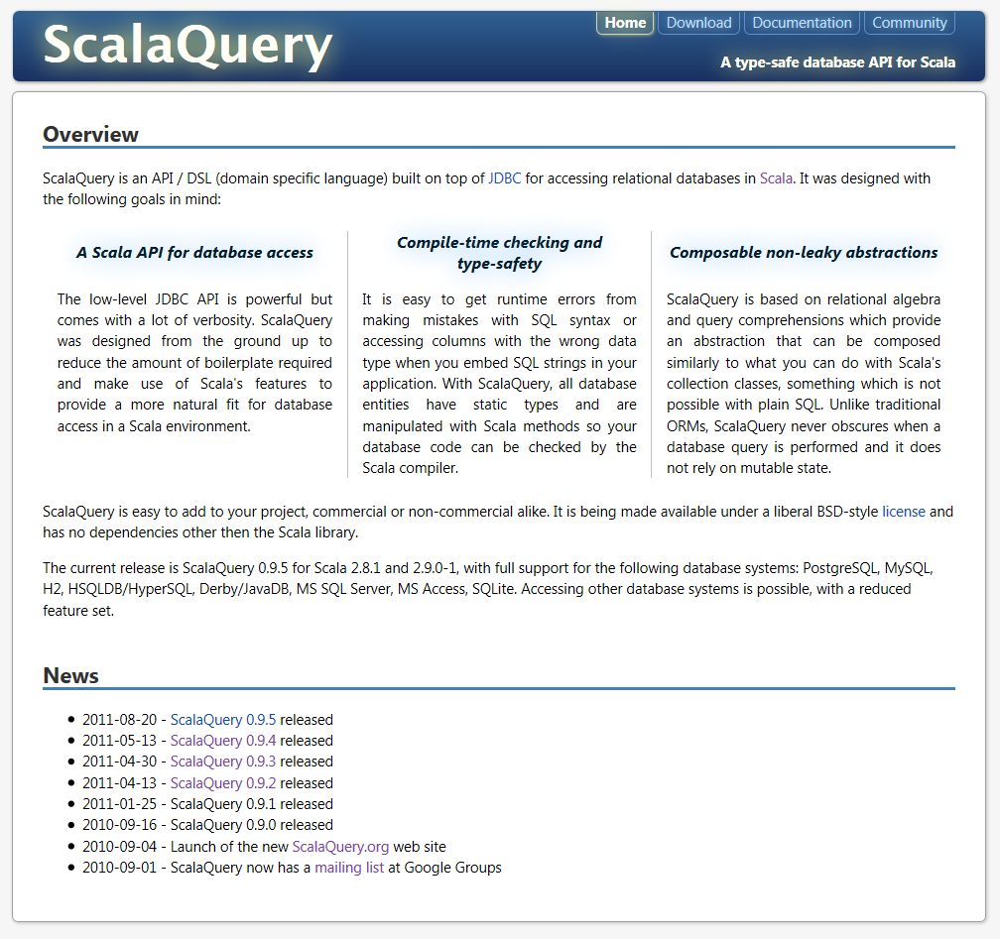 ScalaQuery
Home
Download
Documentation
Community
A type-safe database API for Scala
Overview
ScalaQuery is an API / DSL (domain specific language) built on top of JDBC for accessing relational databases in Scala. It was designed with
the following goals in mind:
A Scala API for database access
The low-level JDBC API is powerful but
comes with a lot of verbosity. ScalaQuery
was designed from the ground up to
reduce the amount of boilerplate required
and make use of Scala's features to
provide a more natural fit for database
access in a Scala environment.
Compile-time checking and
type-safety
It is easy to get runtime errors from
making mistakes with SQL syntax or
accessing columns with the wrong data
type when you embed SQL strings in your
application. With ScalaQuery, all database
entities have static types and are
manipulated with Scala methods so your
database code can be checked by the
Scala compiler.
Composable non-leaky abstractions
ScalaQuery is based on relational algebra
and query comprehensions which provide
an abstraction that can be composed
similarly to what you can do with Scala's
collection classes, something which is not
possible with plain SQL. Unlike traditional
ORMs, ScalaQuery never obscures when a
database query is performed and it does
not rely on mutable state.
ScalaQuery is easy to add to your project, commercial or non-commercial alike. It is being made available under a liberal BSD-style license and
has no dependencies other then the Scala library.
The current release is ScalaQuery 0.9.5 for Scala 2.8.1 and 2.9.0-1, with full support for the following database systems: PostgreSQL, MySQL,
H2, HSQLDB/HyperSQL, Derby/JavaDB, MS SQL Server, MS Access, SQLite. Accessing other database systems is possible, with a reduced
feature set.
News
• 2011-08-20 - ScalaQuery 0.9.5 released
• 2011-05-13 - ScalaQuery 0.9.4 released
• 2011-04-30 - ScalaQuery 0.9.3 released
• 2011-04-13 - ScalaQuery 0.9.2 released
• 2011-01-25 - ScalaQuery 0.9.1 released
• 2010-09-16 - ScalaQuery 0.9.0 released
• 2010-09-04 - Launch of the new ScalaQuery.org web site
• 2010-09-01 - ScalaQuery now has a mailing list at Google Groups